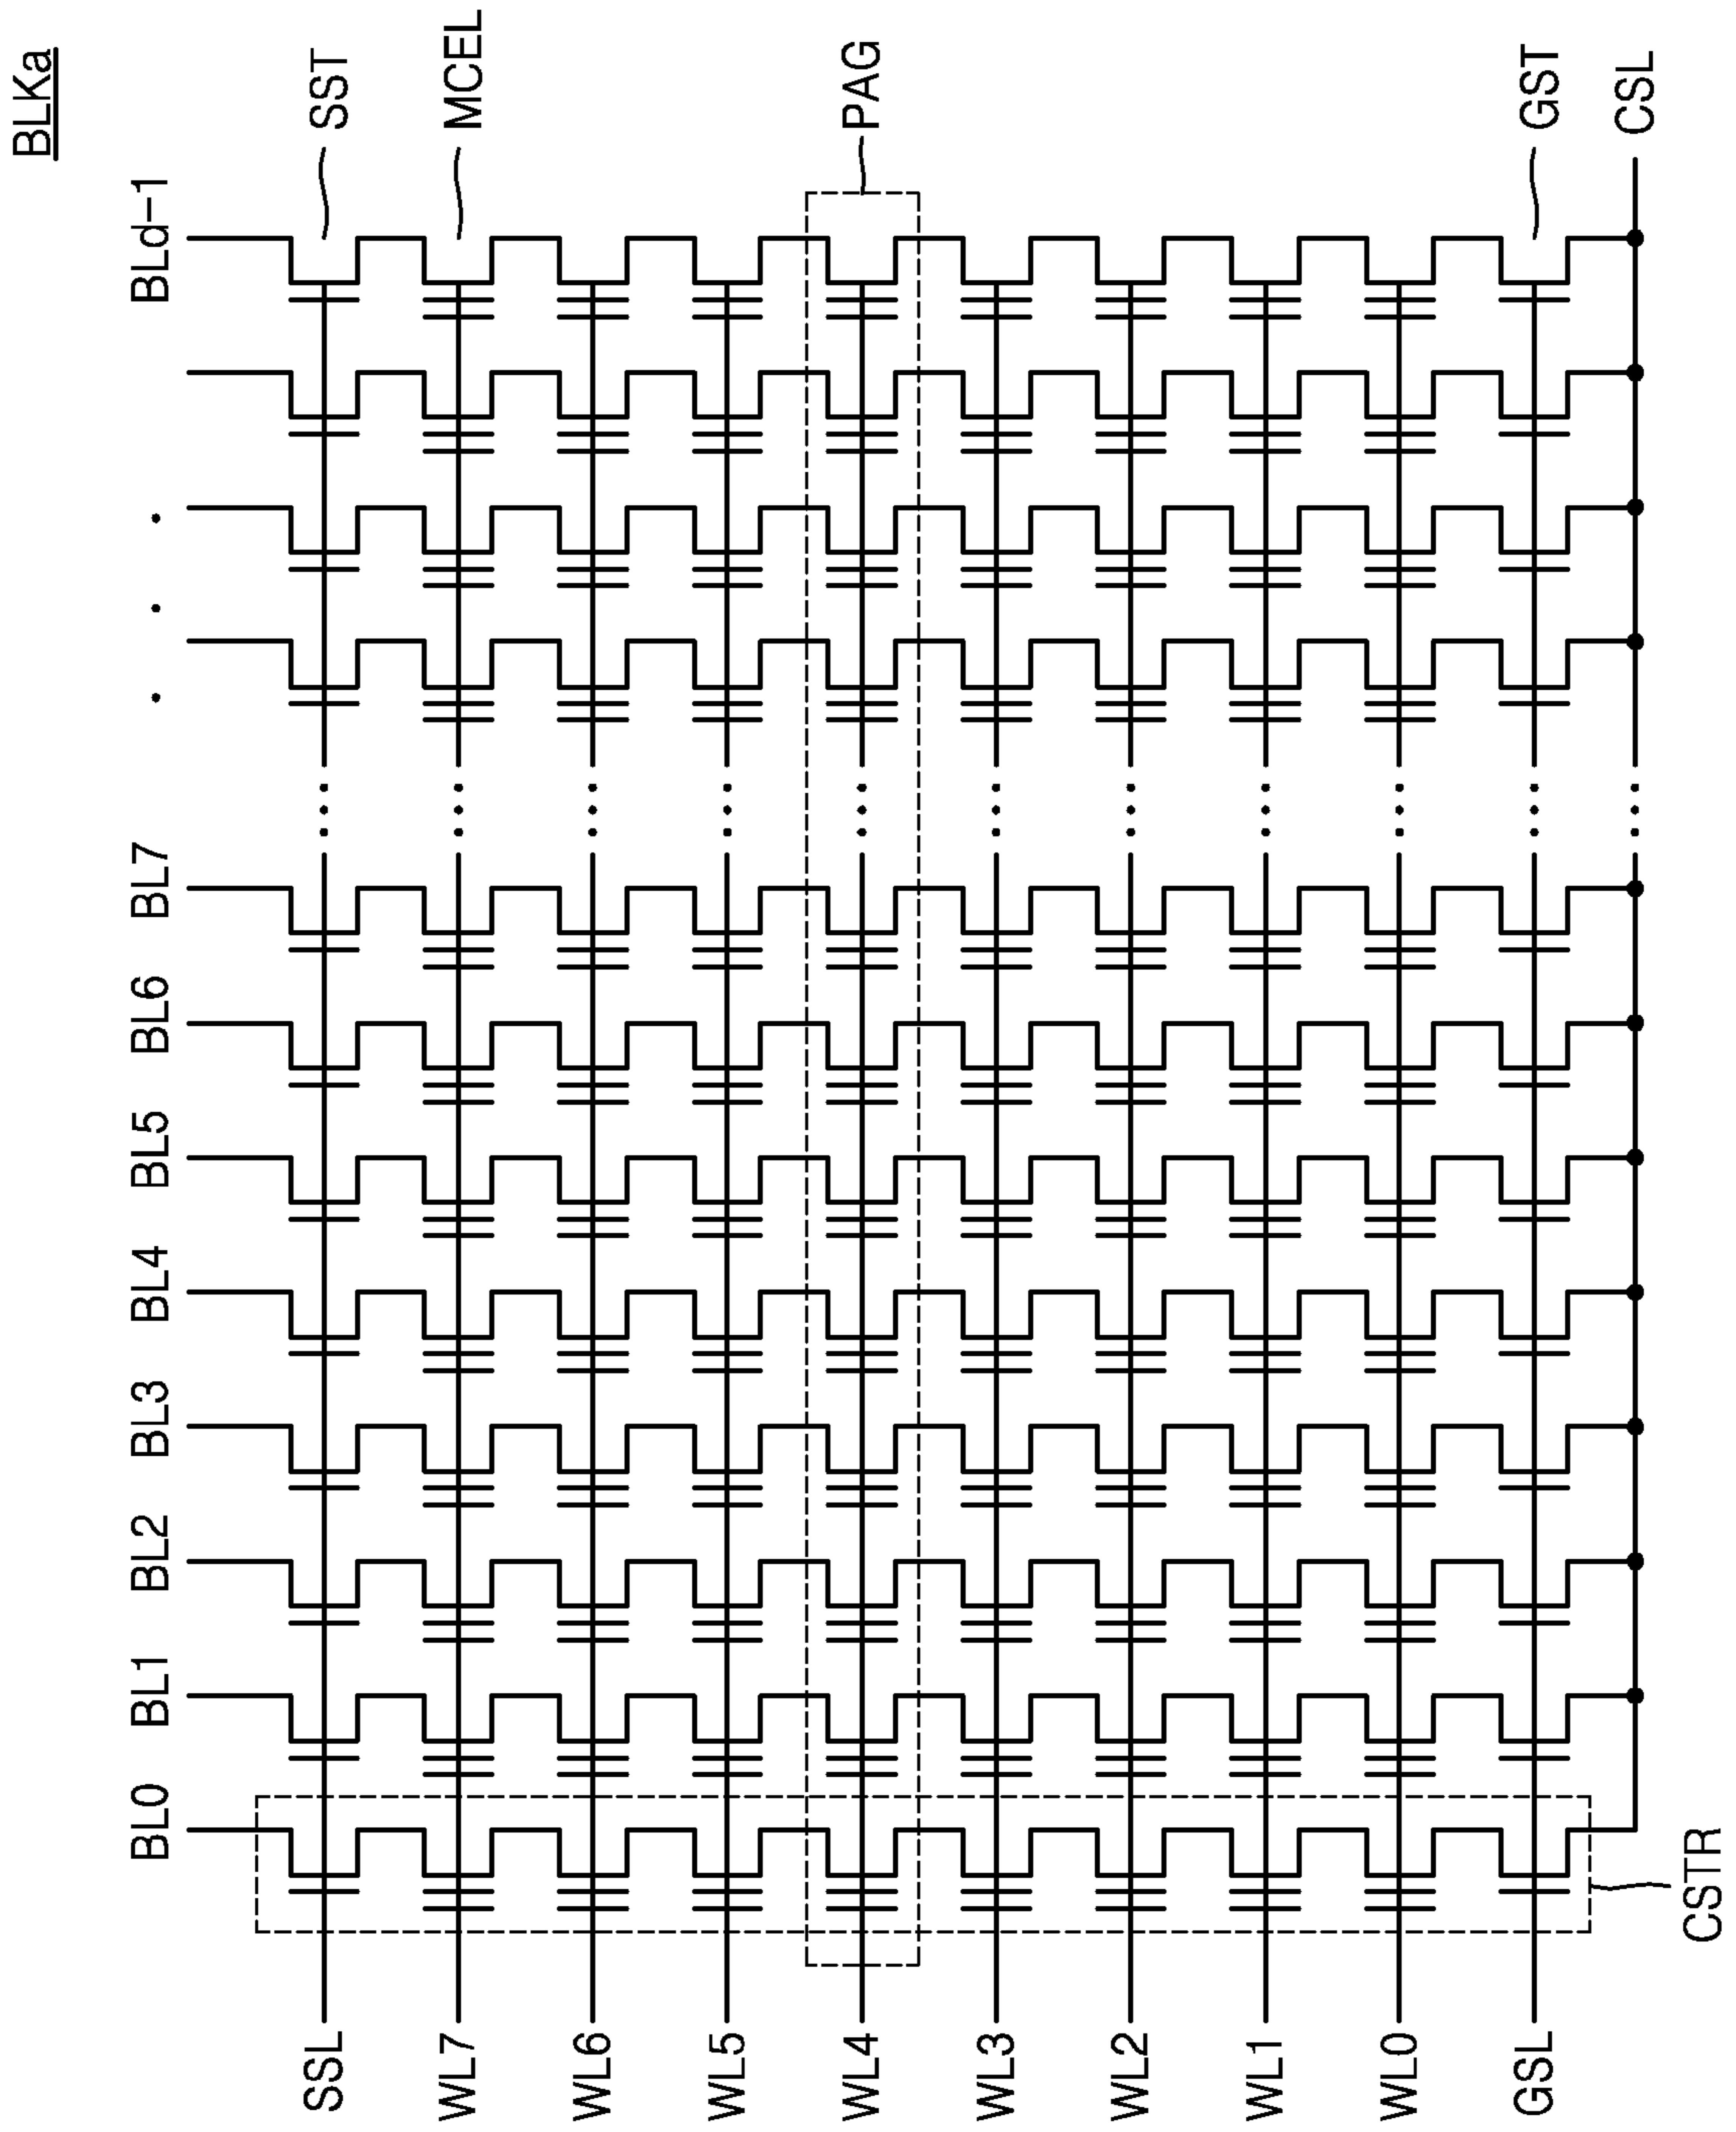 BLKa
BL0 BL1 BL2 BL3 BL4 BL5 BL6 BL7 . . . BLd-1
SSL
SST
WL7
MCEL
WL6
WL5
WL4
PAG
WL3
WL2
WL1
WL0
GSL
GST
CSL
CSTR